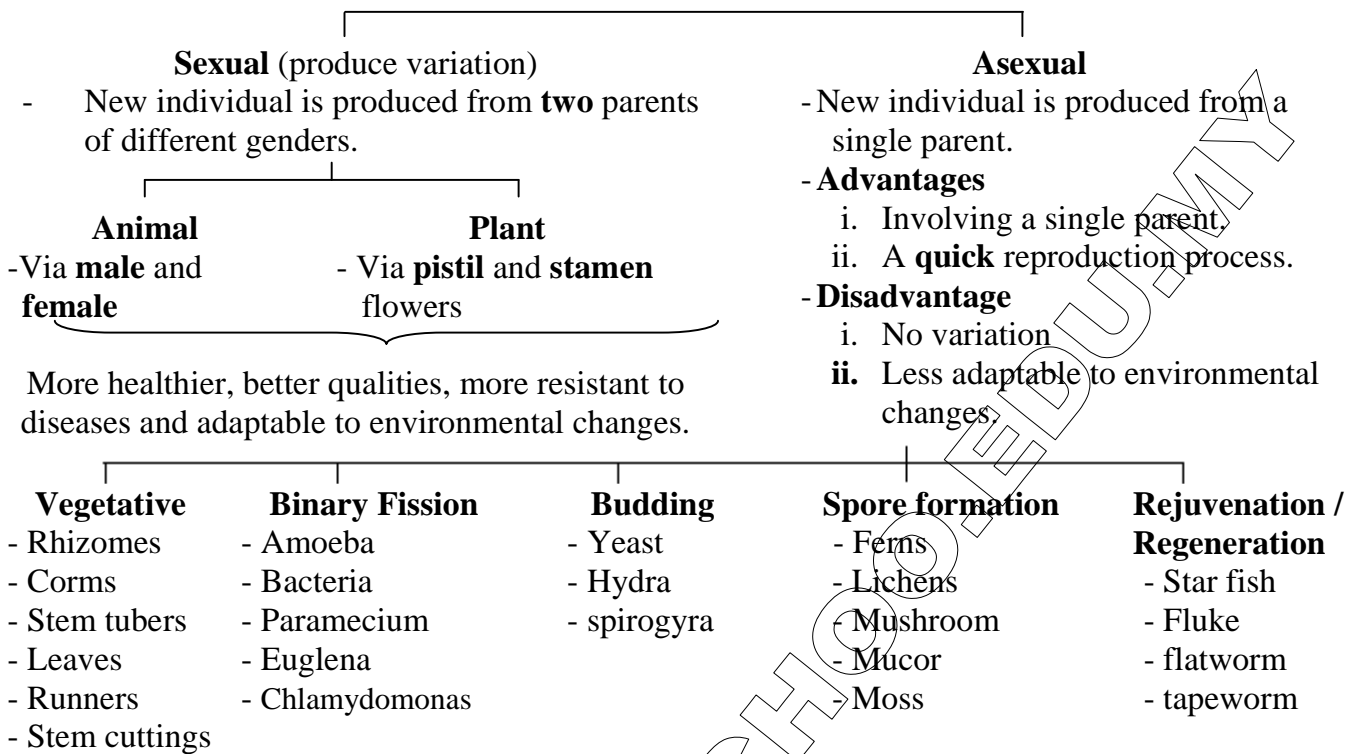 Sexual (produce variation)
- New individual is produced from two parents
of different genders.
Animal
-Via male and
female
Plant
- Via pistil and stamen
flowers
More healthier, better qualities, more resistant to
diseases and adaptable to environmental changes.
Asexual
- New individual is produced from a
single parent.
- Advantages
i. Involving a single parent.
ii. A quick reproduction process.
- Disadvantage
i. No variation
ii. Less adaptable to environmental
changes.
Vegetative
- Rhizomes
- Corms
- Stem tubers
- Leaves
- Runners
- Stem cuttings
Binary Fission
- Amoeba
- Bacteria
- Paramecium
- Euglena
- Chlamydomonas
Budding
- Yeast
- Hydra
- spirogyra
Spore formation
- Ferns
- Lichens
- Mushroom
- Mucor
- Moss
Rejuvenation /
Regeneration
- Star fish
- Fluke
- flatworm
- tapeworm
HOO.EDU.MY